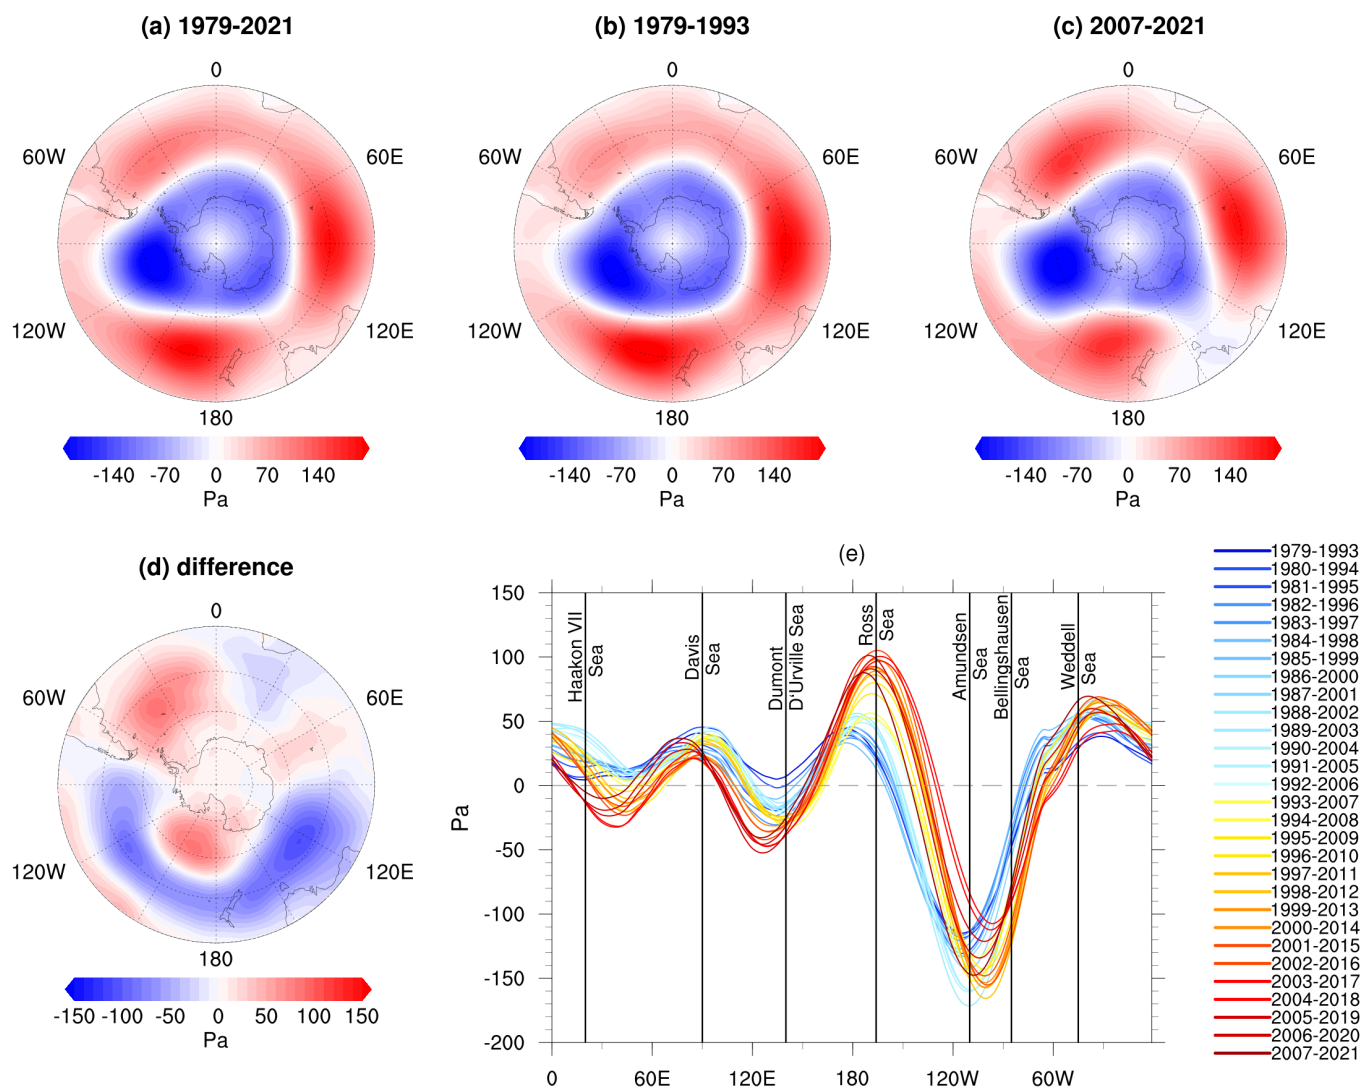 (a) 1979-2021
(b) 1979-1993
(c) 2007-2021
0
60W
60E
120W
120E
180
-140 -70 0 70 140
Pa
0
60W
60E
120W
120E
180
-140 -70 0 70 140
Pa
0
60W
60E
120W
120E
180
-140 -70 0 70 140
Pa
(d) difference
0
60W
60E
120W
120E
180
-150 -100 -50 0 50 100 150
Pa
(e)
150
100
50
0
-50
-100
-150
-200
Pa
Haakon VII
Sea
Davis
Sea
Dumont
D'Urville Sea
Ross
Sea
Amundsen
Sea
Bellingshausen
Sea
Weddell
Sea
0 60E 120E 180 120W 60W
1979-1993
1980-1994
1981-1995
1982-1996
1983-1997
1984-1998
1985-1999
1986-2000
1987-2001
1988-2002
1989-2003
1990-2004
1991-2005
1992-2006
1993-2007
1994-2008
1995-2009
1996-2010
1997-2011
1998-2012
1999-2013
2000-2014
2001-2015
2002-2016
2003-2017
2004-2018
2005-2019
2006-2020
2007-2021